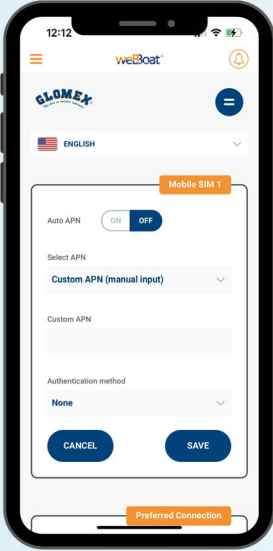 12:12
weBBoat
GLOMEX
ENGLISH
Mobile SIM 1
Auto APN
ON OFF
Select APN
Custom APN (manual input)
Custom APN
Authentication method
None
CANCEL SAVE
Preferred Connection